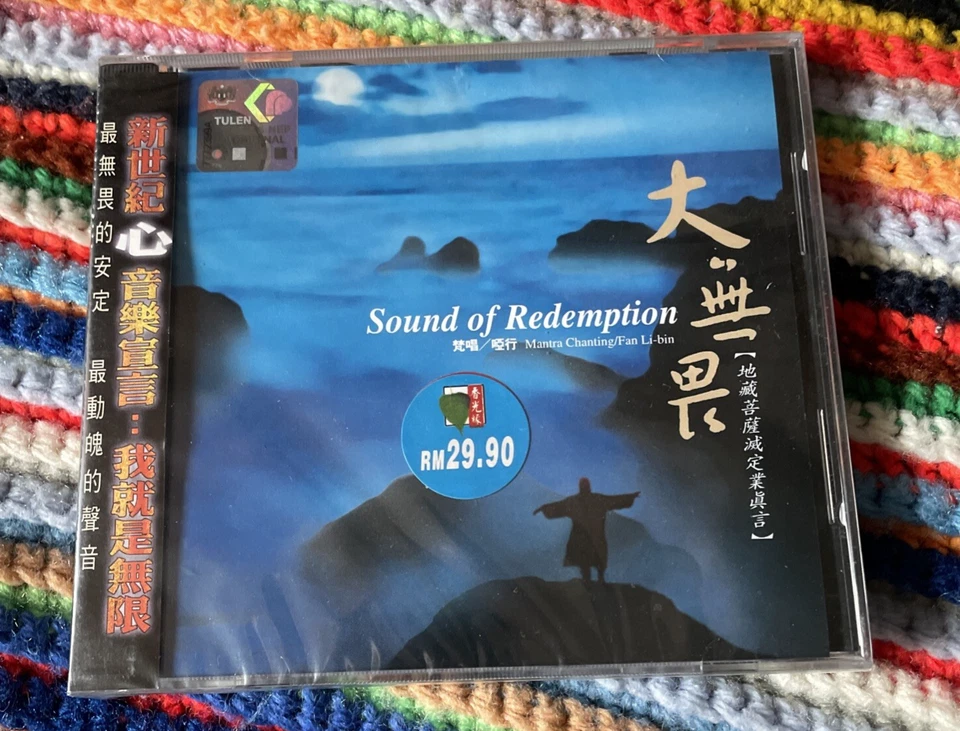 最無畏的安定 最動魄的聲音
新世紀心音樂宣言：我就是無限
TULEN
大無畏
【地藏菩薩滅定業眞言】
Sound of Redemption
梵唱／啞行 Mantra Chanting/Fan Li-bin
RM29.90